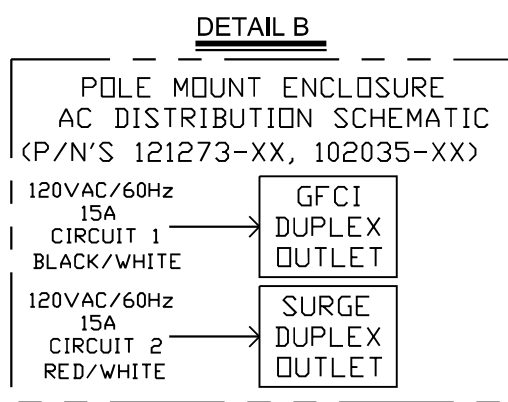 DETAIL B
POLE MOUNT ENCLOSURE
AC DISTRIBUTION SCHEMATIC
(P/N'S 121273-XX, 102035-XX)
120VAC/60Hz
15A
CIRCUIT 1
BLACK/WHITE
GFCI
DUPLEX
OUTLET
120VAC/60Hz
15A
CIRCUIT 2
RED/WHITE
SURGE
DUPLEX
OUTLET